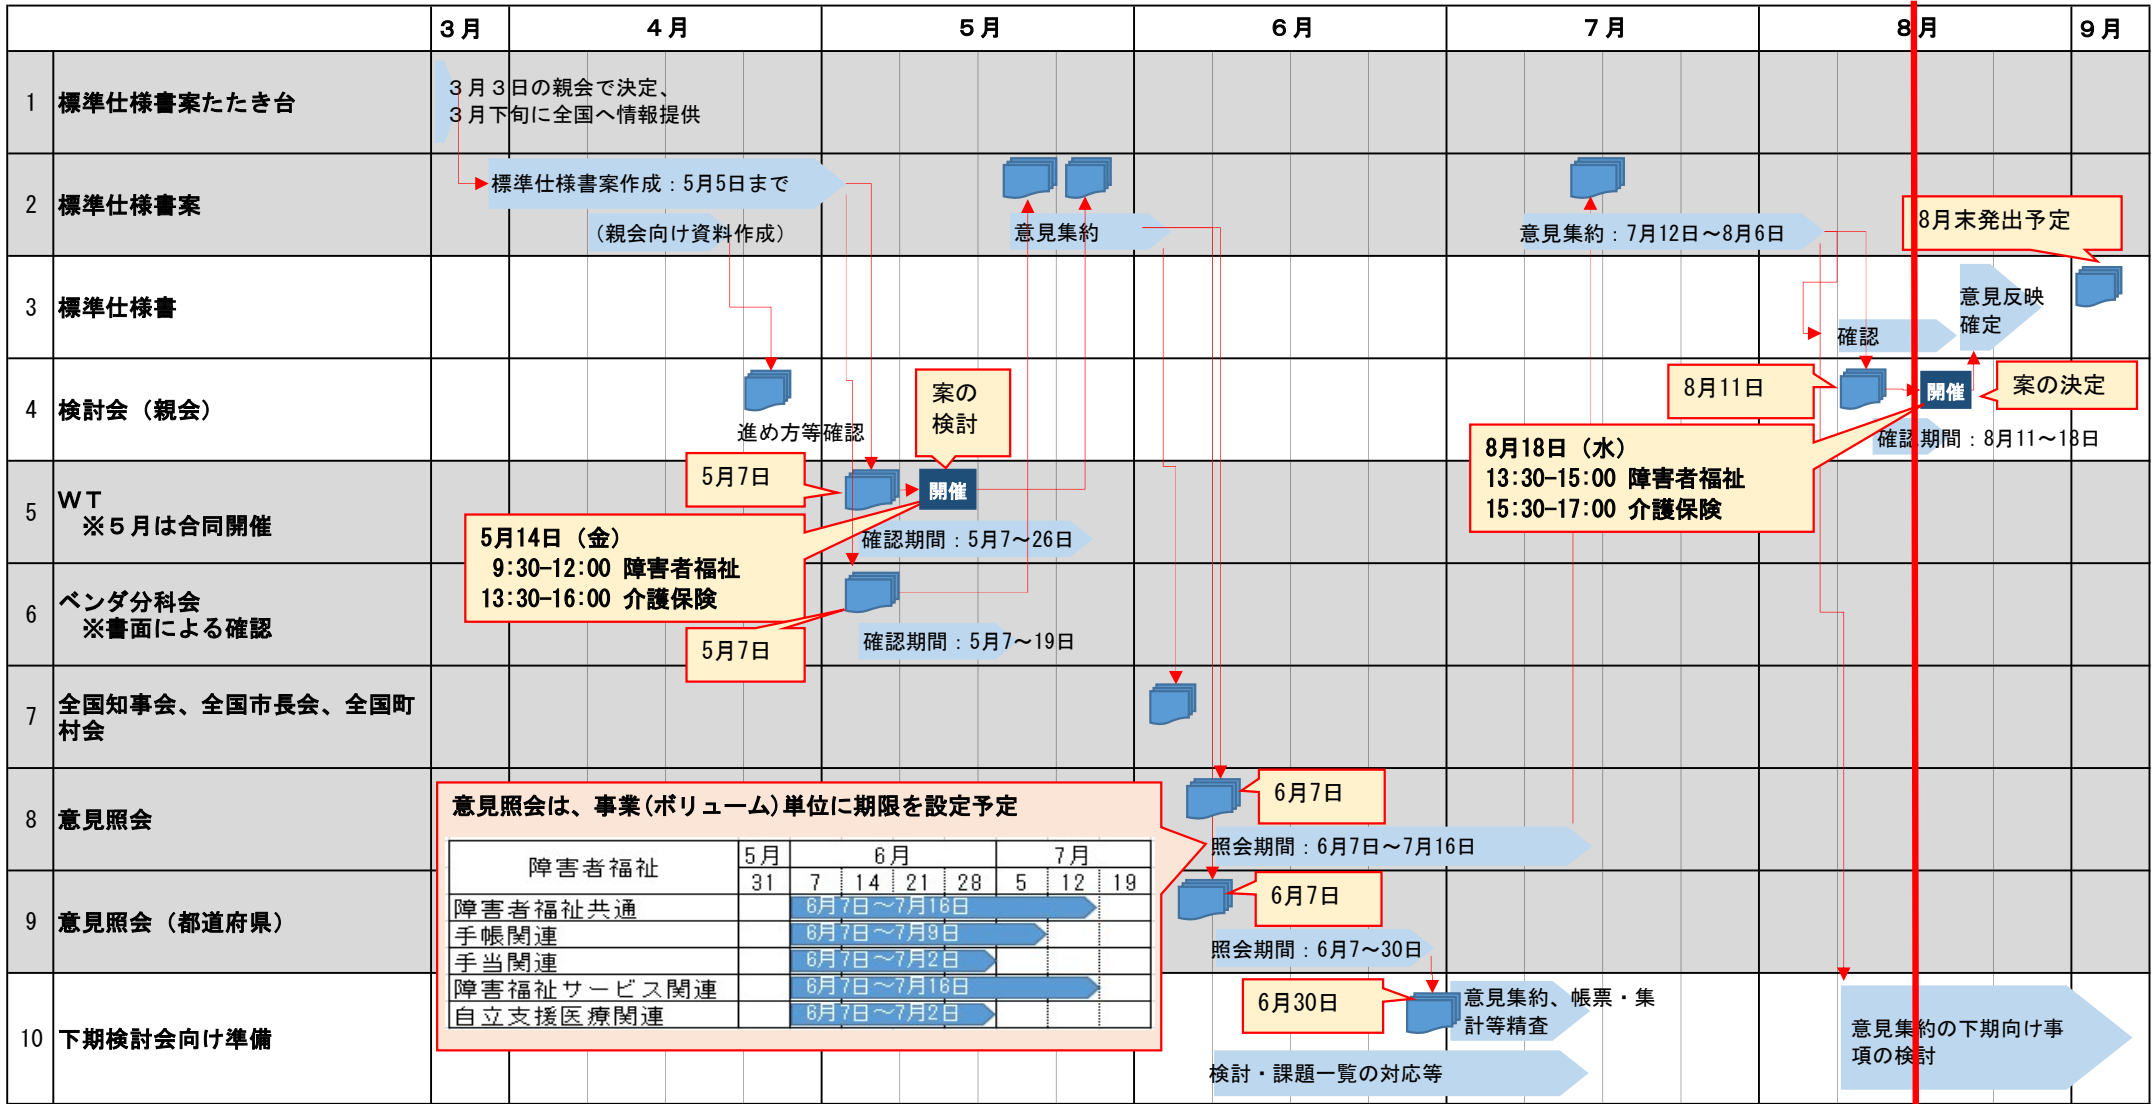 ３月 ４月 ５月 ６月 ７月 ８月 ９月
1 標準仕様書案たたき台
３月３日の親会で決定、
３月下旬に全国へ情報提供
2 標準仕様書案
標準仕様書案作成：5月5日まで
（親会向け資料作成）
意見集約
意見集約：7月12日～8月6日
8月末発出予定
3 標準仕様書
確認
意見反映
確定
4 検討会（親会）
進め方等確認
案の
検討
8月11日
開催
案の決定
確認期間：8月11～18日
8月18日（水）
13:30-15:00 障害者福祉
15:30-17:00 介護保険
5 ＷＴ
※５月は合同開催
5月7日
開催
確認期間：5月7～26日
5月14日（金）
9:30-12:00 障害者福祉
13:30-16:00 介護保険
6 ベンダ分科会
※書面による確認
5月7日
確認期間：5月7～19日
7 全国知事会、全国市長会、全国町
村会
8 意見照会
6月7日
照会期間：6月7日～7月16日
意見照会は、事業(ボリューム)単位に期限を設定予定
障害者福祉 5月 6月 7月
31 7 14 21 28 5 12 19
障害者福祉共通 6月7日～7月16日
手帳関連 6月7日～7月9日
手当関連 6月7日～7月2日
障害福祉サービス関連 6月7日～7月16日
自立支援医療関連 6月7日～7月2日
9 意見照会（都道府県）
6月7日
照会期間：6月7～30日
10 下期検討会向け準備
6月30日
意見集約、帳票・集
計等精査
検討・課題一覧の対応等
意見集約の下期向け事
項の検討